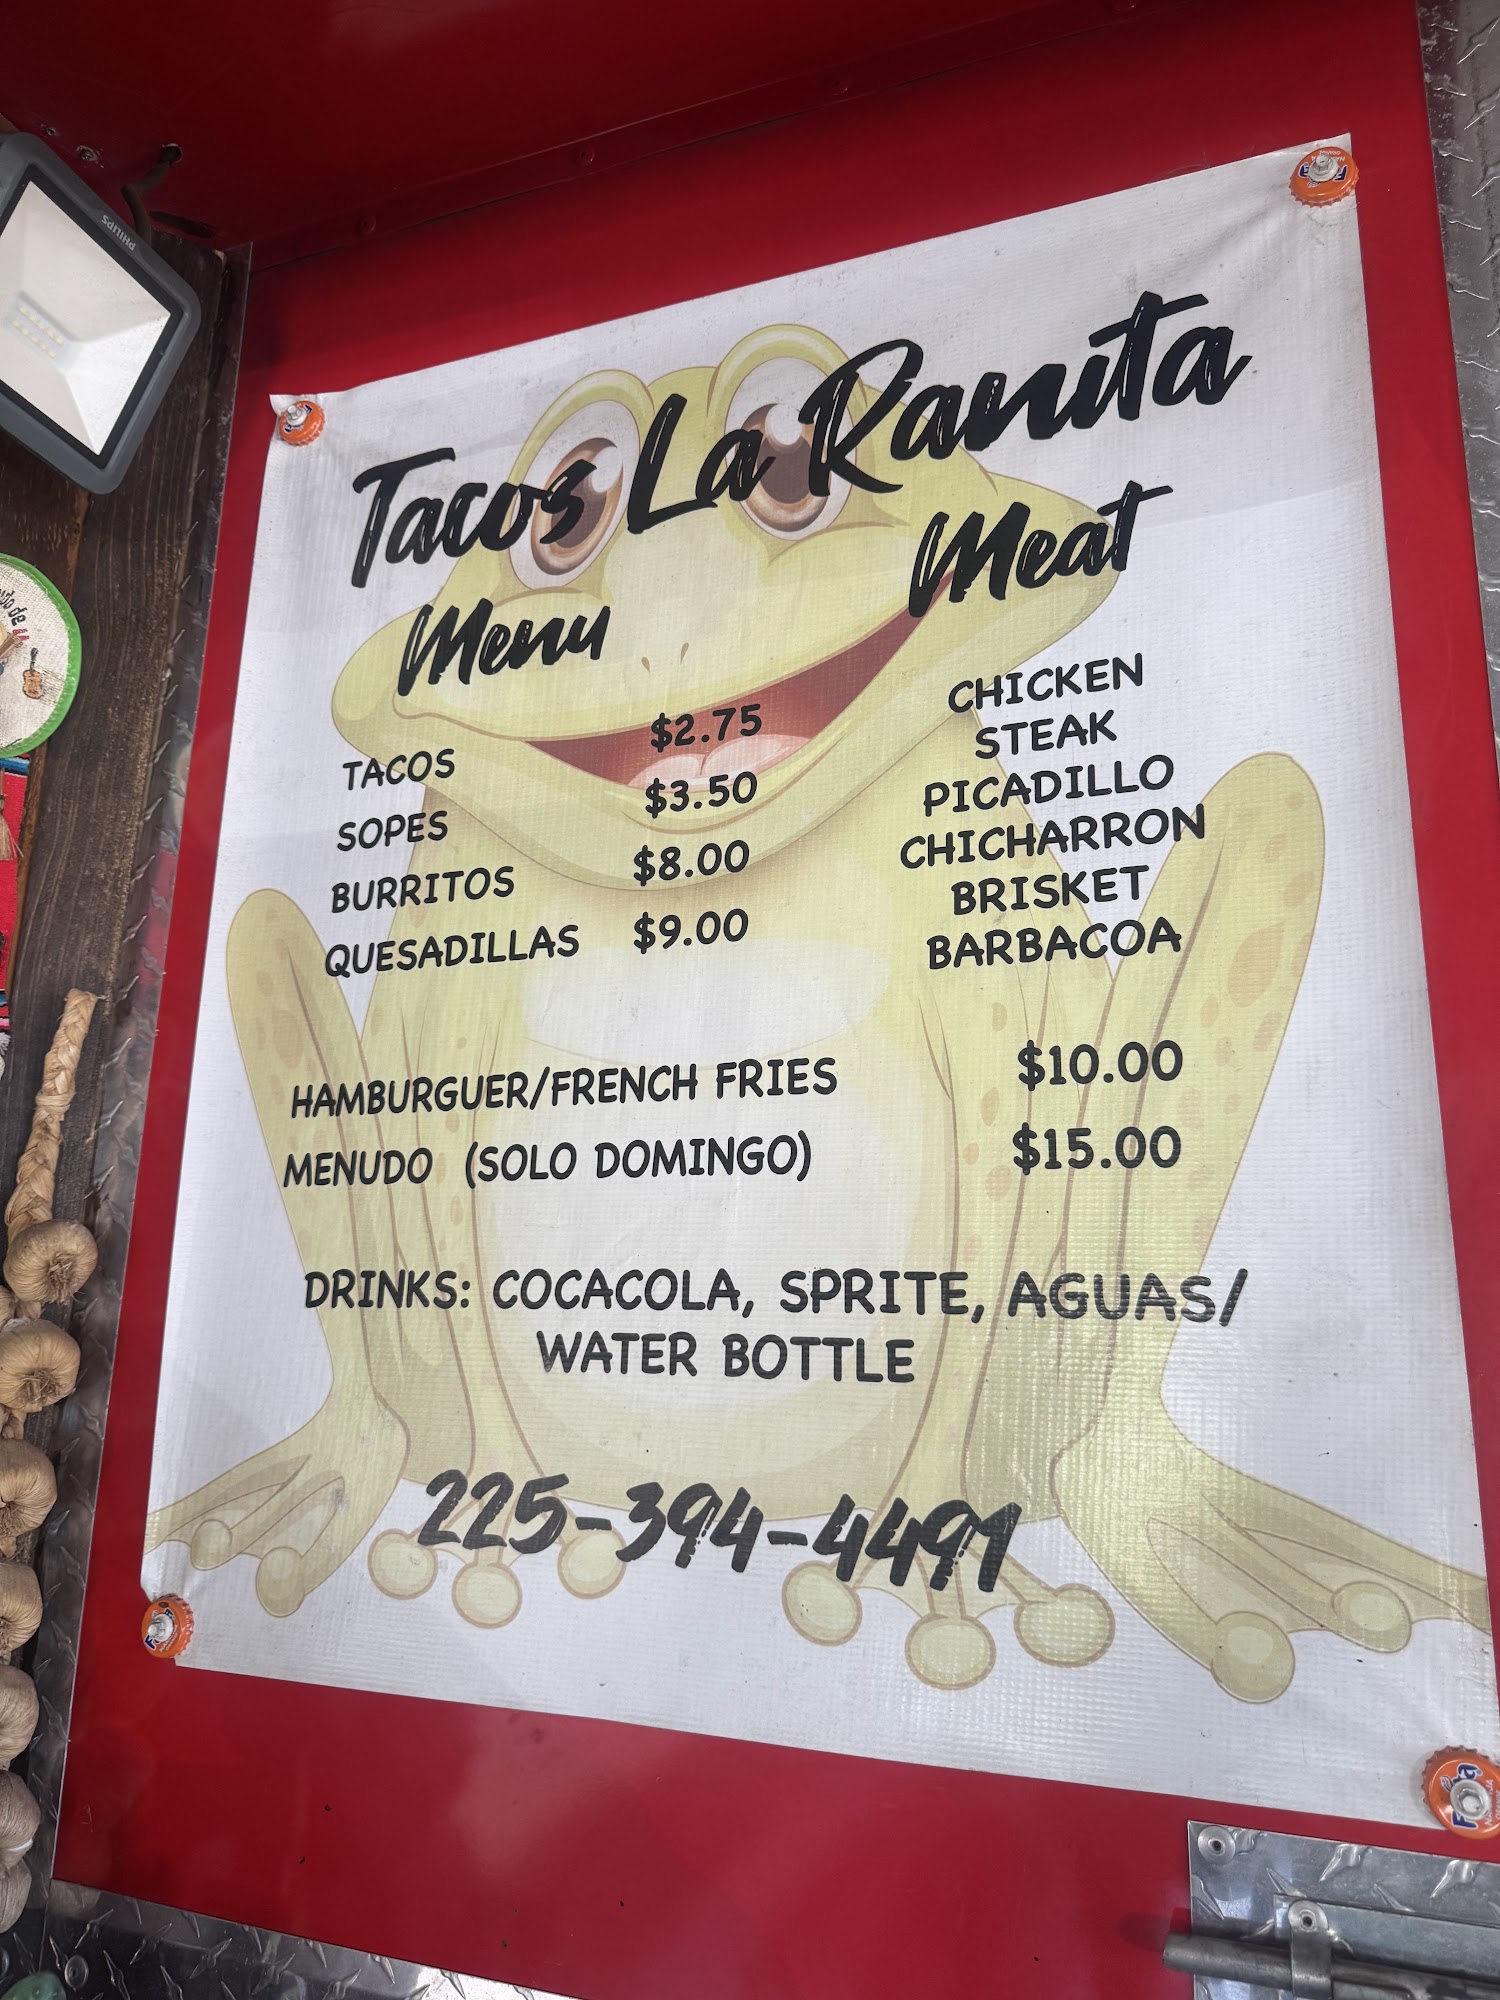 PHILIPS
Tacos La Ranita
Menu
Meat
TACOS $2.75
SOPES $3.50
BURRITOS $8.00
QUESADILLAS $9.00
CHICKEN
STEAK
PICADILLO
CHICHARRON
BRISKET
BARBACOA
HAMBURGUER/FRENCH FRIES $10.00
MENUDO (SOLO DOMINGO) $15.00
DRINKS: COCACOLA, SPRITE, AGUAS/
WATER BOTTLE
225-394-4491